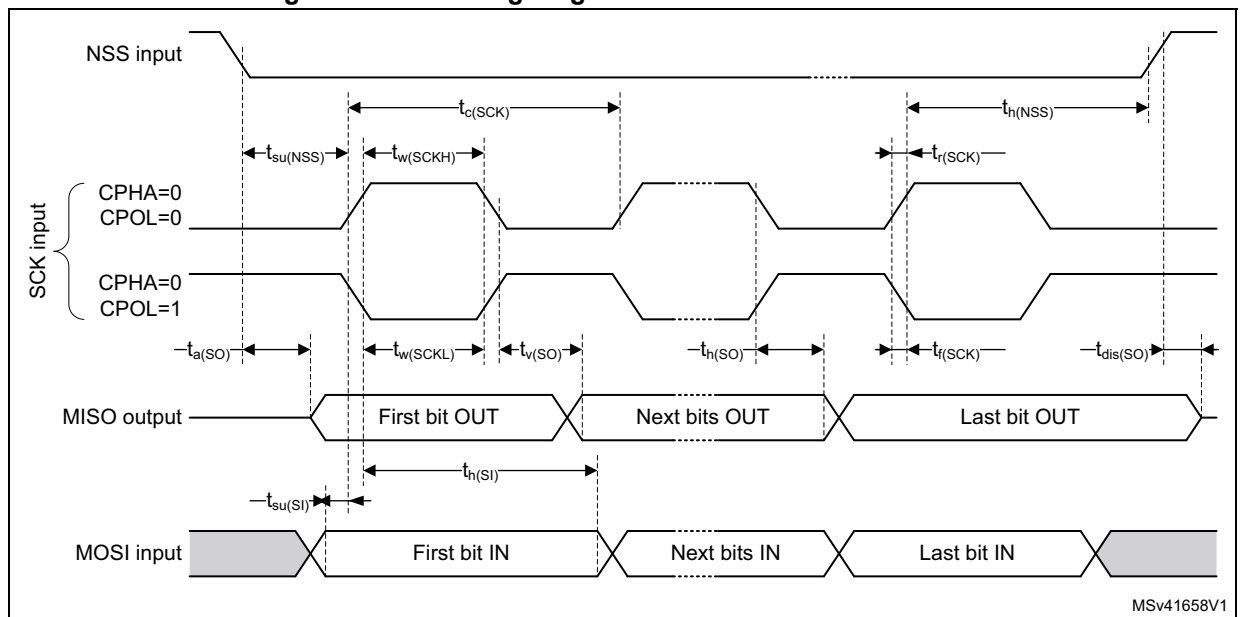 NSS input
tc(SCK)
th(NSS)
tsu(NSS)
tw(SCKH)
tr(SCK)
SCK input
CPHA=0
CPOL=0
CPHA=0
CPOL=1
ta(SO)
tw(SCKL)
tv(SO)
th(SO)
tf(SCK)
tdis(SO)
MISO output
First bit OUT
Next bits OUT
Last bit OUT
th(SI)
tsu(SI)
MOSI input
First bit IN
Next bits IN
Last bit IN
MSv41658V1